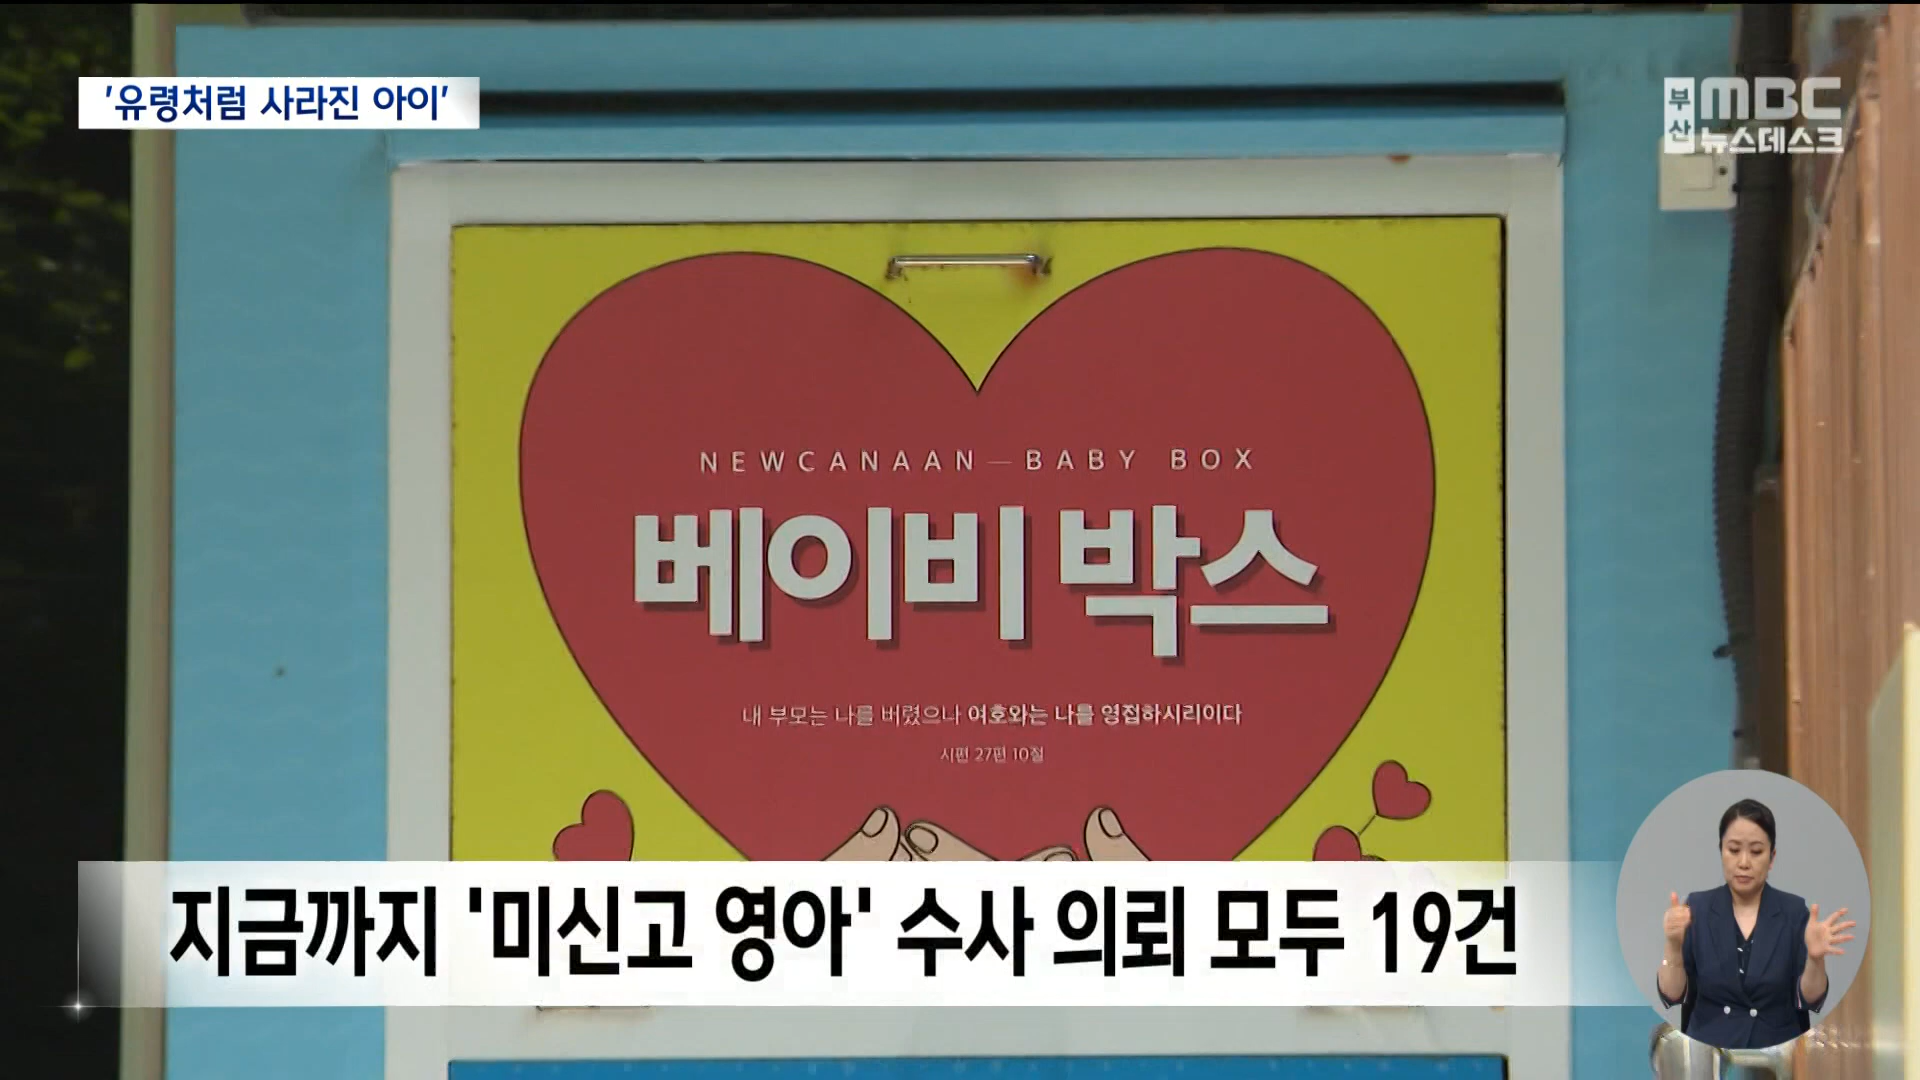 '유령처럼 사라진 아이'
부산 MBC
뉴스데스크
NEWCANAAN—BABY BOX
베이비 박스
내 부모는 나를 버렸으나 여호와는 나를 영접하시리이다
시편 27편 10절
지금까지 '미신고 영아' 수사 의뢰 모두 19건